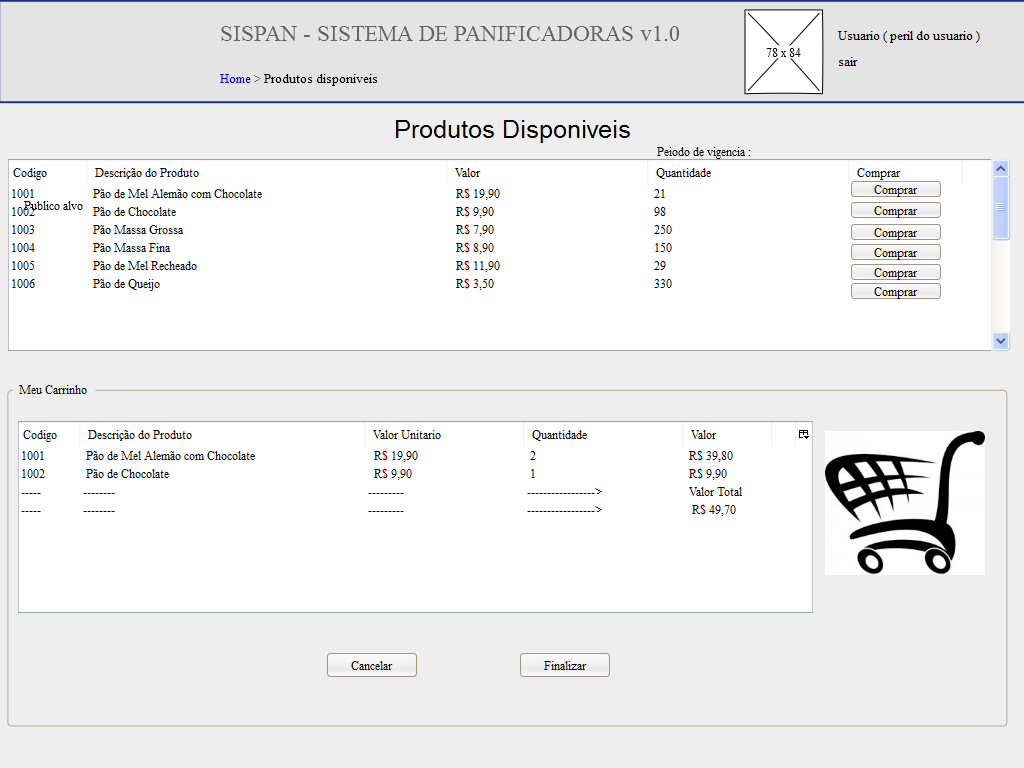 SISPAN - SISTEMA DE PANIFICADORAS v1.0
78 x 84
Usuario ( peril do usuario )
sair
Home > Produtos disponiveis
Produtos Disponiveis
Peiodo de vigencia :
Codigo Descrição do Produto Valor Quantidade Comprar
1001 Pão de Mel Alemão com Chocolate R$ 19,90 21 Comprar
Publico alvo
1002 Pão de Chocolate R$ 9,90 98 Comprar
1003 Pão Massa Grossa R$ 7,90 250 Comprar
1004 Pão Massa Fina R$ 8,90 150 Comprar
1005 Pão de Mel Recheado R$ 11,90 29 Comprar
1006 Pão de Queijo R$ 3,50 330 Comprar
Meu Carrinho
Codigo Descrição do Produto Valor Unitario Quantidade Valor
1001 Pão de Mel Alemão com Chocolate R$ 19,90 2 R$ 39,80
1002 Pão de Chocolate R$ 9,90 1 R$ 9,90
----- -------- --------- -----------------> Valor Total
----- -------- --------- -----------------> R$ 49,70
Cancelar Finalizar